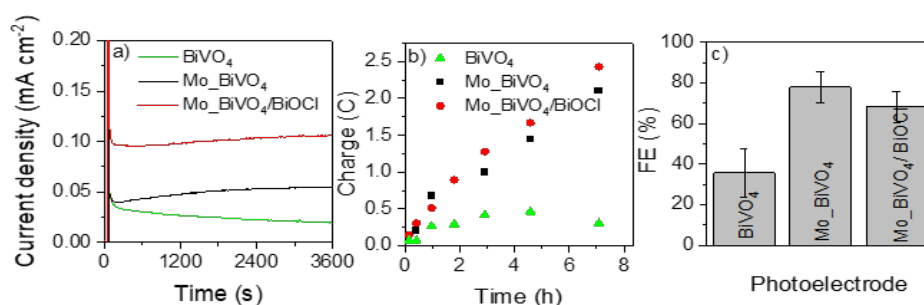 a)
BiVO₄
Mo_BiVO₄
Mo_BiVO₄/BiOCl
Current density (mA cm⁻²)
0.20
0.15
0.10
0.05
0.00
0 1200 2400 3600
Time (s)
b)
BiVO₄
Mo_BiVO₄
Mo_BiVO₄/BiOCl
Charge (C)
2.5
2.0
1.5
1.0
0.5
0.0
0 2 4 6 8
Time (h)
c)
FE (%)
100
80
60
40
20
0
BiVO₄
Mo_BIVO₄
Mo_BIVO₄/ BiOCl
Photoelectrode